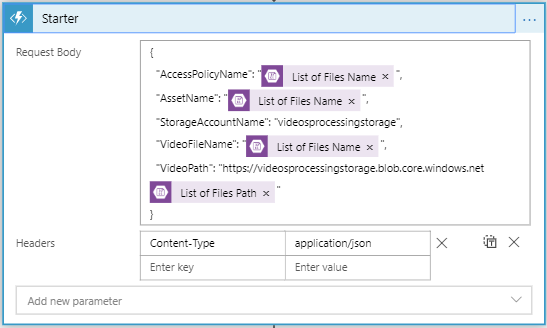 Starter
Request Body
{
"AccessPolicyName": " List of Files Name × ",
"AssetName": " List of Files Name × ",
"StorageAccountName": "videosprocessingstorage",
"VideoFileName": " List of Files Name × ",
"VideoPath": "https://videosprocessingstorage.blob.core.windows.net
List of Files Path × "
}
Headers
Content-Type application/json
Enter key Enter value
Add new parameter